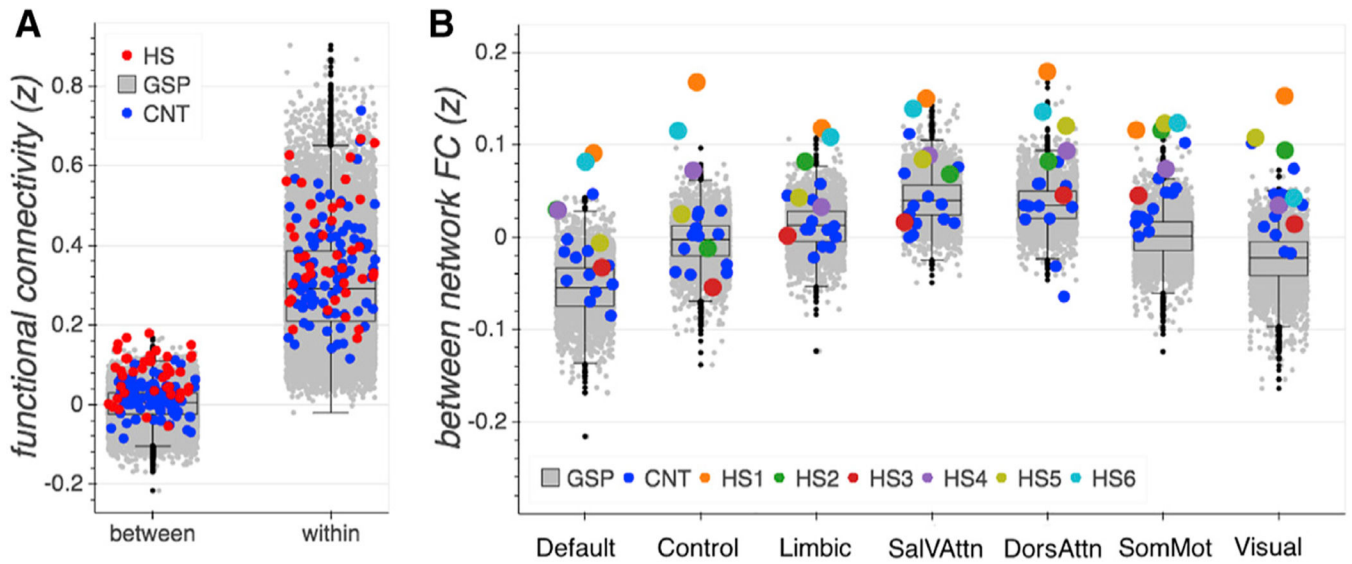 A
functional connectivity (z)
HS
GSP
CNT
0.8
0.6
0.4
0.2
0
-0.2
between
within
B
between network FC (z)
0.2
0.1
0
-0.1
-0.2
GSP CNT HS1 HS2 HS3 HS4 HS5 HS6
Default Control Limbic SalVAttn DorsAttn SomMot Visual